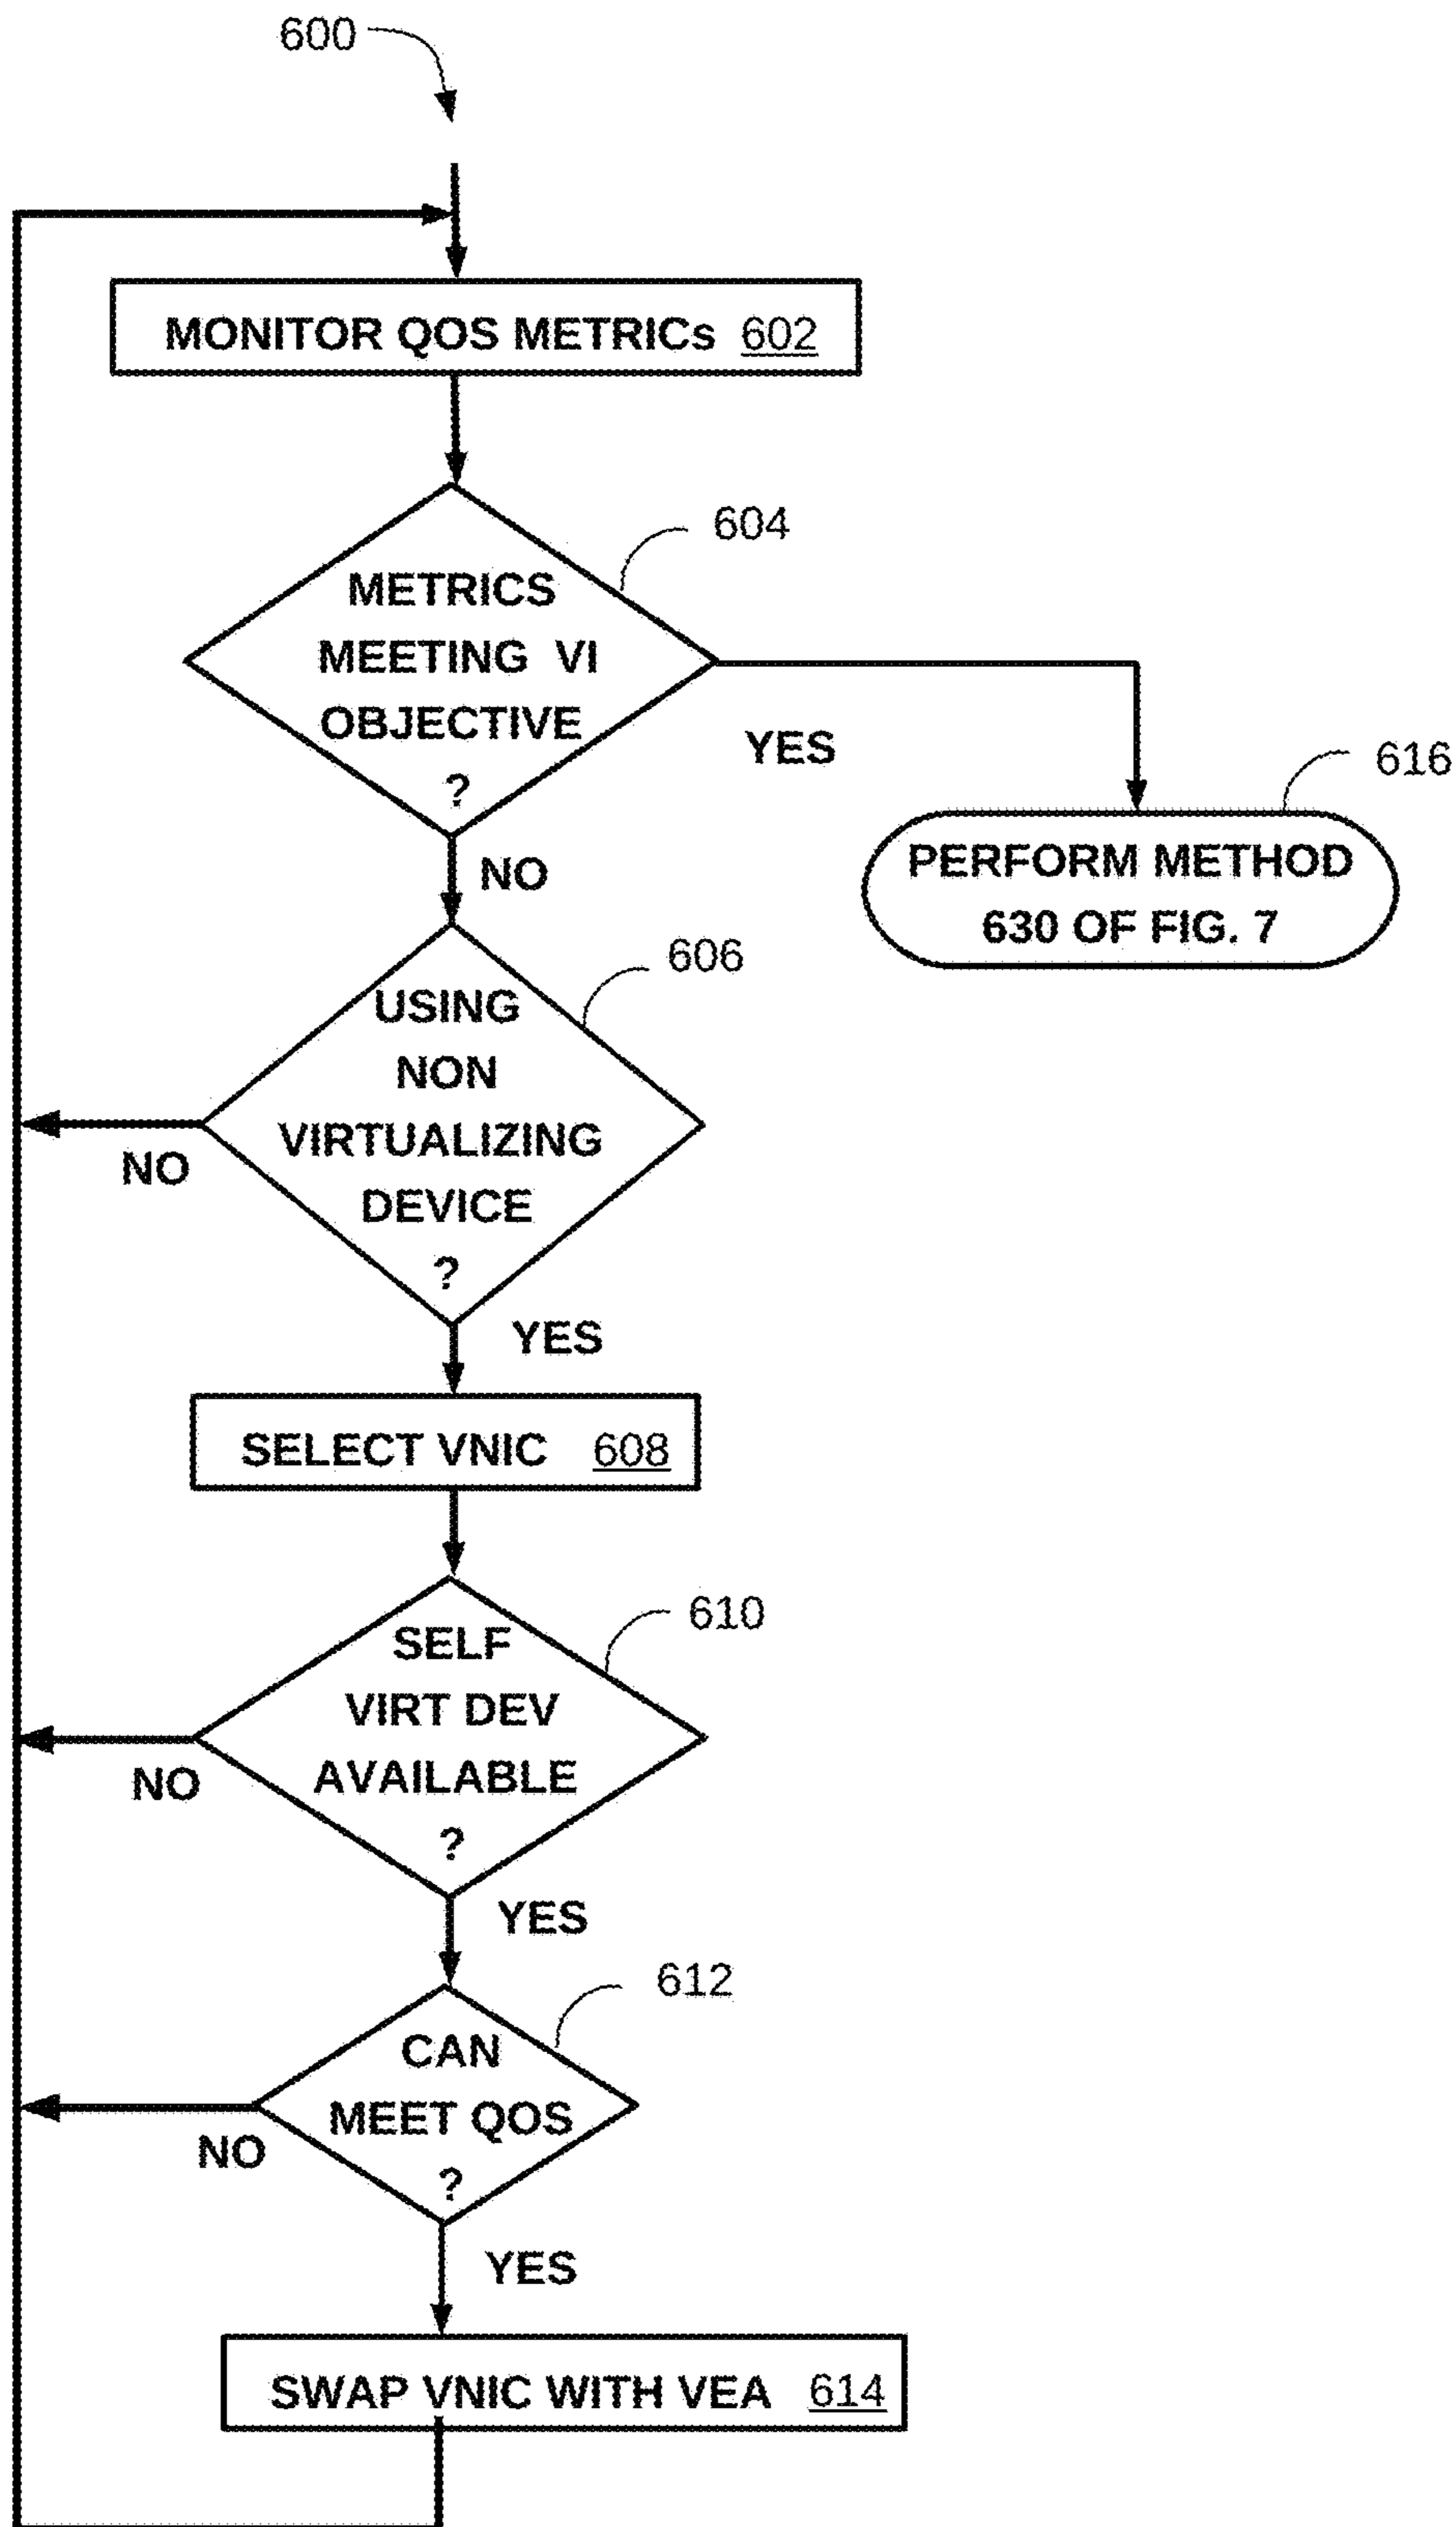 600
MONITOR QOS METRICs 602
604
METRICS
MEETING VI
OBJECTIVE
?
YES
616
PERFORM METHOD
630 OF FIG. 7
NO
606
USING
NON
VIRTUALIZING
DEVICE
?
NO
YES
SELECT VNIC 608
610
SELF
VIRT DEV
AVAILABLE
?
NO
YES
612
CAN
MEET QOS
?
NO
YES
SWAP VNIC WITH VEA 614